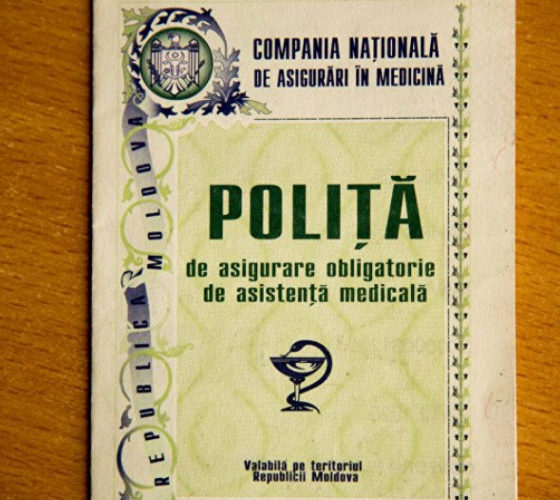 COMPANIA NAȚIONALĂ
DE ASIGURĂRI ÎN MEDICINĂ
REPUBLICA MOLDOVA
POLIȚĂ
de asigurare obligatorie
de asistență medicală
Valabilă pe teritoriul
Republicii Moldova